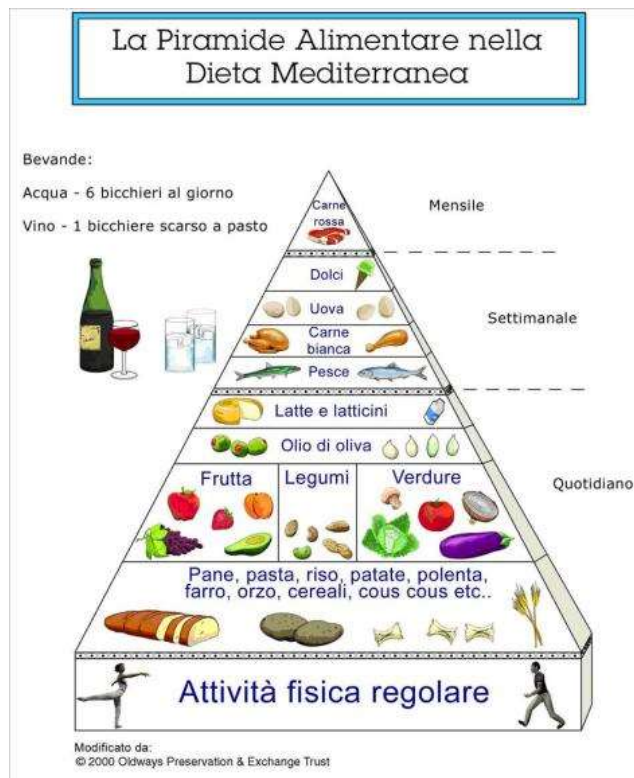 La Piramide Alimentare nella
Dieta Mediterranea
Bevande:
Acqua - 6 bicchieri al giorno
Vino - 1 bicchiere scarso a pasto
Carne
rossa
Mensile
Dolci
Uova
Carne
bianca
Pesce
Settimanale
Latte e latticini
Olio di oliva
Frutta
Legumi
Verdure
Quotidiano
Pane, pasta, riso, patate, polenta,
farro, orzo, cereali, cous cous etc..
Attività fisica regolare
Modificato da:
© 2000 Oldways Preservation & Exchange Trust